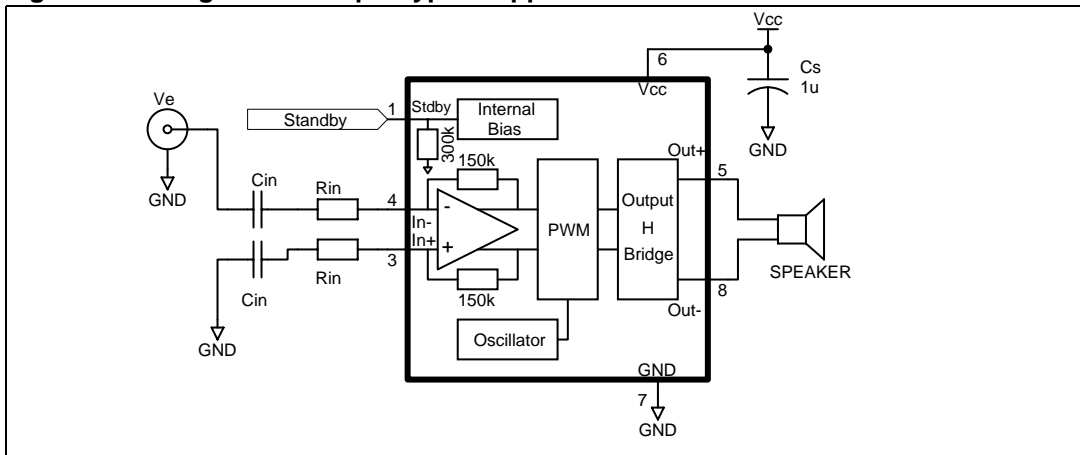 Vcc
6
Cs
1u
Vcc
Ve
1
Stdby
Internal
Bias
Standby
300k
GND
Out+
150k
5
GND
Cin
Rin
4
-
Output
In-
PWM
H
In+
+
Bridge
3
SPEAKER
Rin
150k
8
Cin
Out-
Oscillator
GND
GND
7
GND